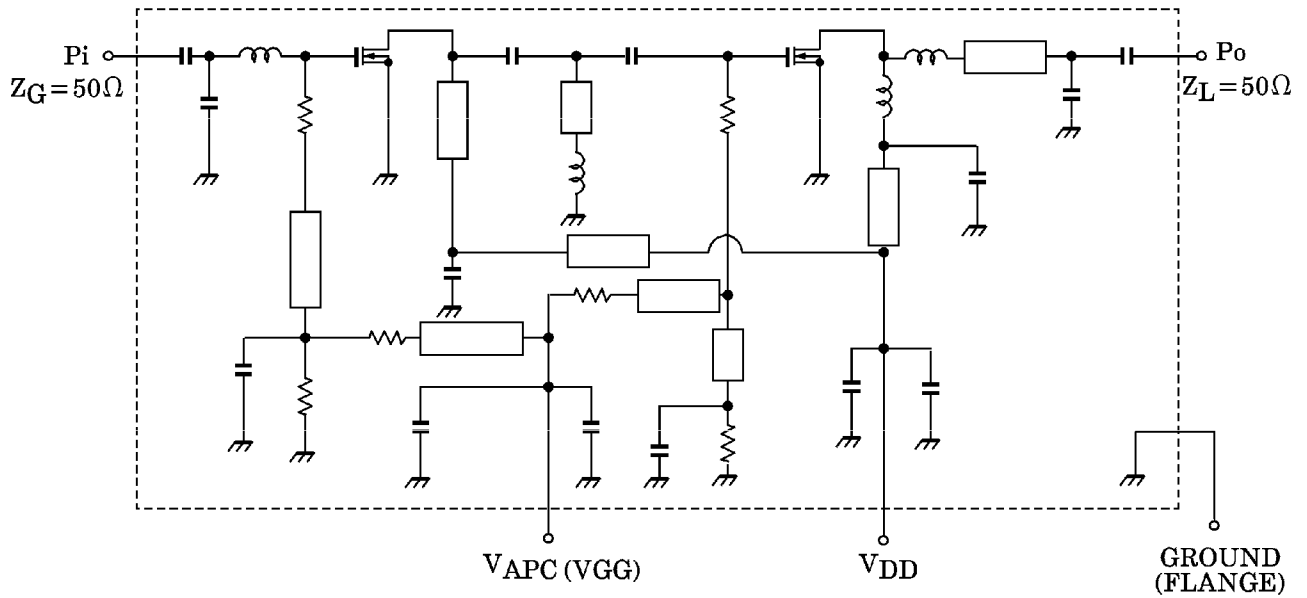 Pi
ZG=50Ω
Po
ZL=50Ω
VAPC (VGG)
VDD
GROUND
(FLANGE)